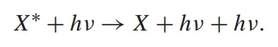 X* + hν → X + hν + hν.